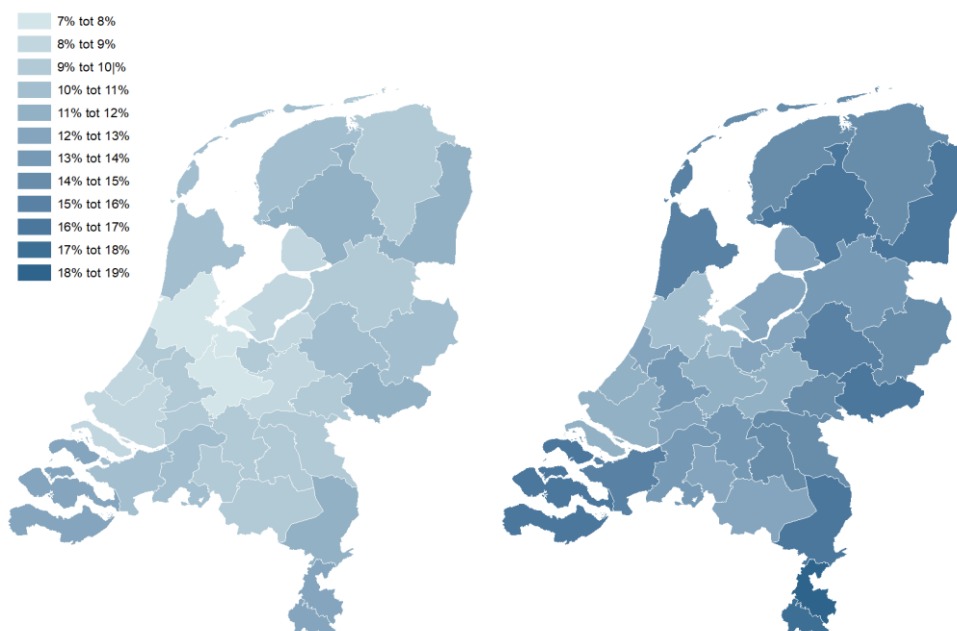 7% tot 8%
8% tot 9%
9% tot 10|%
10% tot 11%
11% tot 12%
12% tot 13%
13% tot 14%
14% tot 15%
15% tot 16%
16% tot 17%
17% tot 18%
18% tot 19%